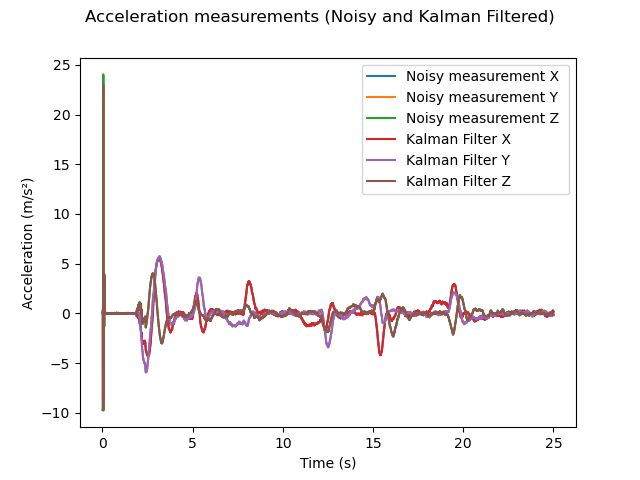 Acceleration measurements (Noisy and Kalman Filtered)
25
20
15
10
5
0
−5
−10
Acceleration (m/s²)
Noisy measurement X
Noisy measurement Y
Noisy measurement Z
Kalman Filter X
Kalman Filter Y
Kalman Filter Z
0 5 10 15 20 25
Time (s)